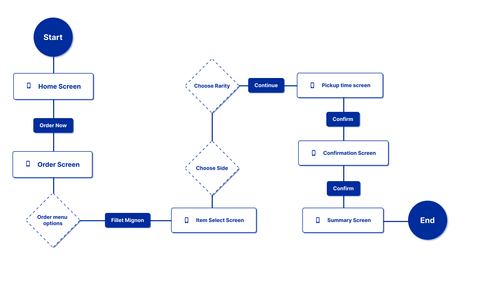 Start
Home Screen
Order Now
Order Screen
Order menu
options
Fillet Mignon
Item Select Screen
Choose Side
Choose Rarity
Continue
Pickup time screen
Confirm
Confirmation Screen
Confirm
Summary Screen
End